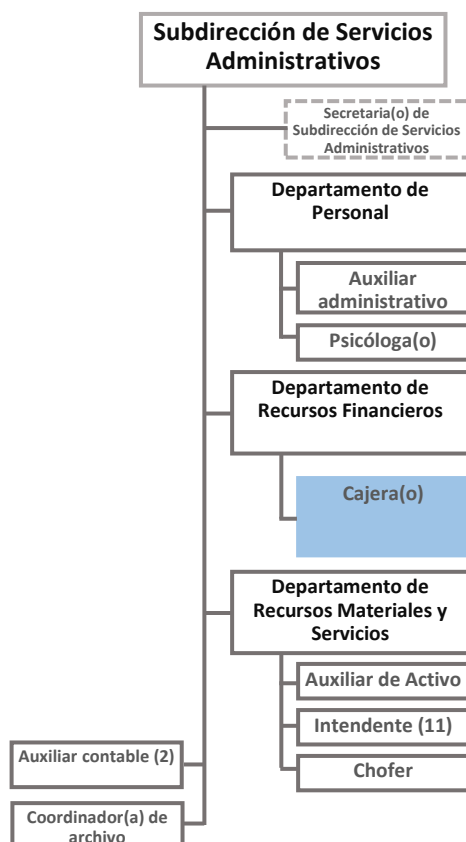 Subdirección de Servicios
Administrativos
Secretaria(o) de
Subdirección de Servicios
Administrativos
Departamento de
Personal
Auxiliar
administrativo
Psicóloga(o)
Departamento de
Recursos Financieros
Cajera(o)
Departamento de
Recursos Materiales y
Servicios
Auxiliar de Activo
Intendente (11)
Chofer
Auxiliar contable (2)
Coordinador(a) de
archivo